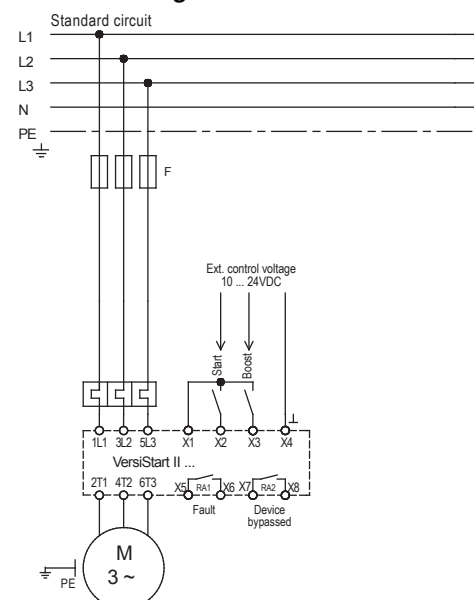 Standard circuit
L1
L2
L3
N
PE
F
Ext. control voltage
10 ... 24VDC
Start
Boost
1L1 3L2 5L3 X1 X2 X3 X4
VersiStart II ...
2T1 4T2 6T3 X5 RA1 X6 X7 RA2 X8
Fault
Device
bypassed
M
3 ~
PE